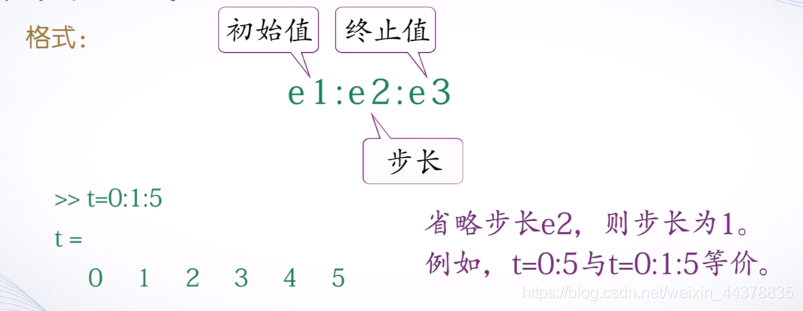 格式：
初始值 终止值
e1:e2:e3
步长
>> t=0:1:5
t =
0 1 2 3 4 5
省略步长e2，则步长为1。
例如，t=0:5与t=0:1:5等价。
https://blog.csdn.net/weixin_44378835